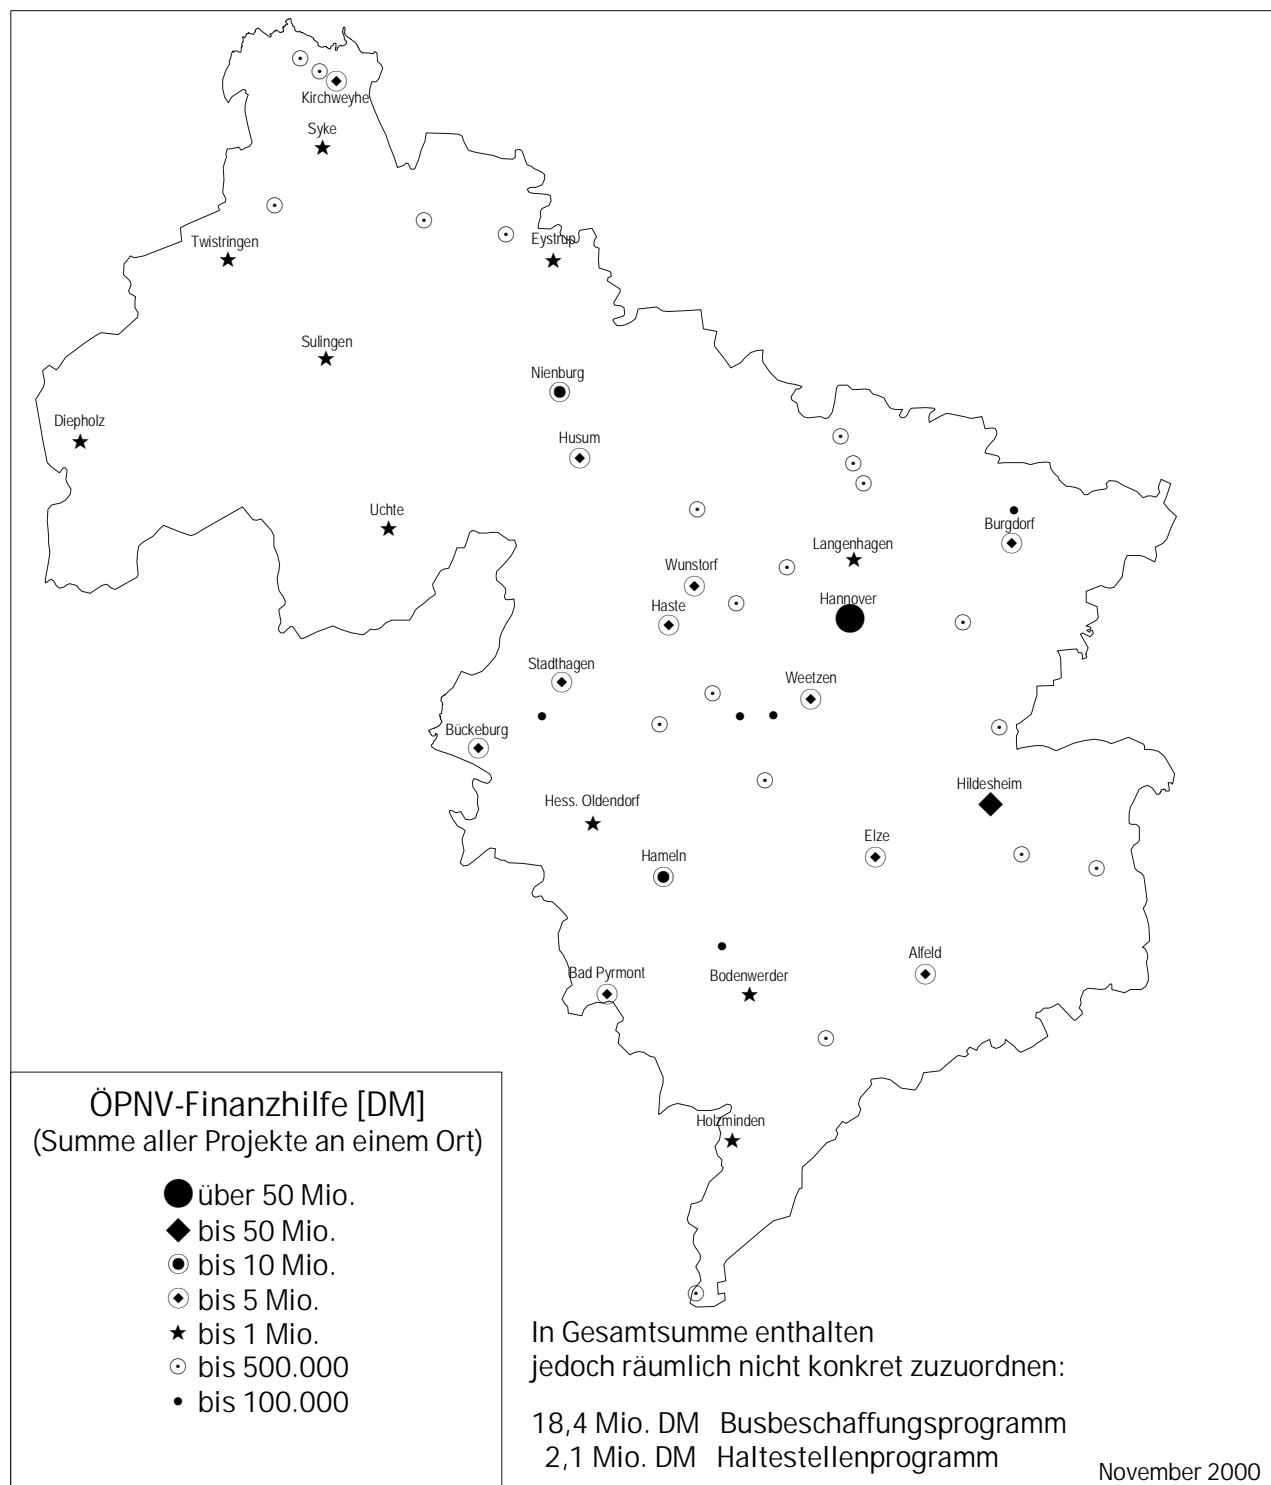 Kirchweyhe
Syke
Twistringen
Eystrup
Sulingen
Nienburg
Diepholz
Husum
Uchte
Burgdorf
Langenhagen
Wunstorf
Hannover
Haste
Stadthagen
Weetzen
Bückeburg
Hildesheim
Hess. Oldendorf
Elze
Hameln
Alfeld
Bad Pyrmont
Bodenwerder
Holzminden
ÖPNV-Finanzhilfe [DM]
(Summe aller Projekte an einem Ort)
über 50 Mio.
bis 50 Mio.
bis 10 Mio.
bis 5 Mio.
bis 1 Mio.
bis 500.000
bis 100.000
In Gesamtsumme enthalten
jedoch räumlich nicht konkret zuzuordnen:
18,4 Mio. DM Busbeschaffungsprogramm
2,1 Mio. DM Haltestellenprogramm
November 2000